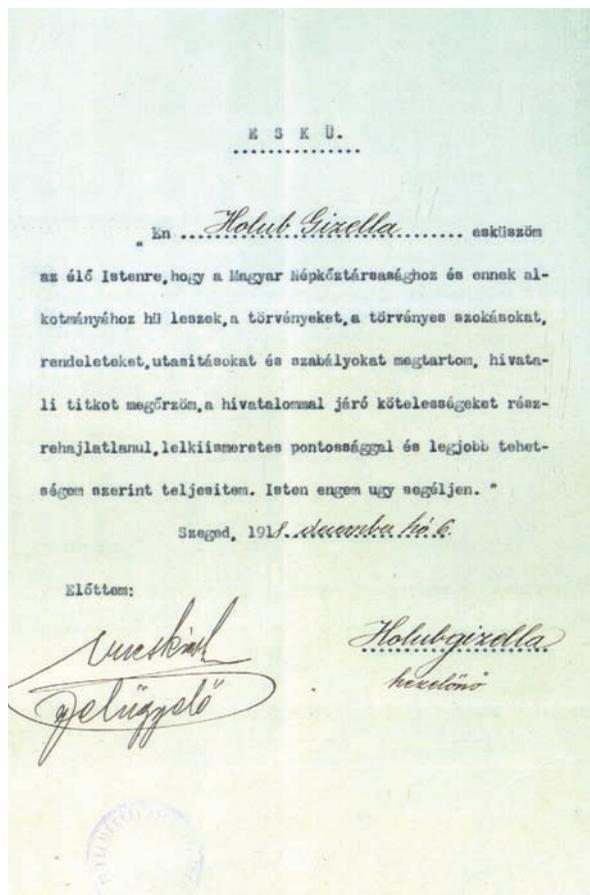 ESKÜ.
"Én Holub Gizella esküszöm
az élő Istenre, hogy a Magyar Népköztársasághoz és ennek al-
kotmányához hü leszek, a törvényeket, a törvényes szokásokat,
rendeleteket, utasitásokat és szabályokat megtartom, hivata-
li titkot megőrzöm, a hivatalommal járó kötelességeket rész-
rehajlatlanul, lelkiismeretes pontossággal és legjobb tehet-
ségem szerint teljesitem. Isten engem ugy segéljen."
Szeged, 1918. december hó 6.
Előttem:
felügyelő
Holub Gizella
kezelőnő